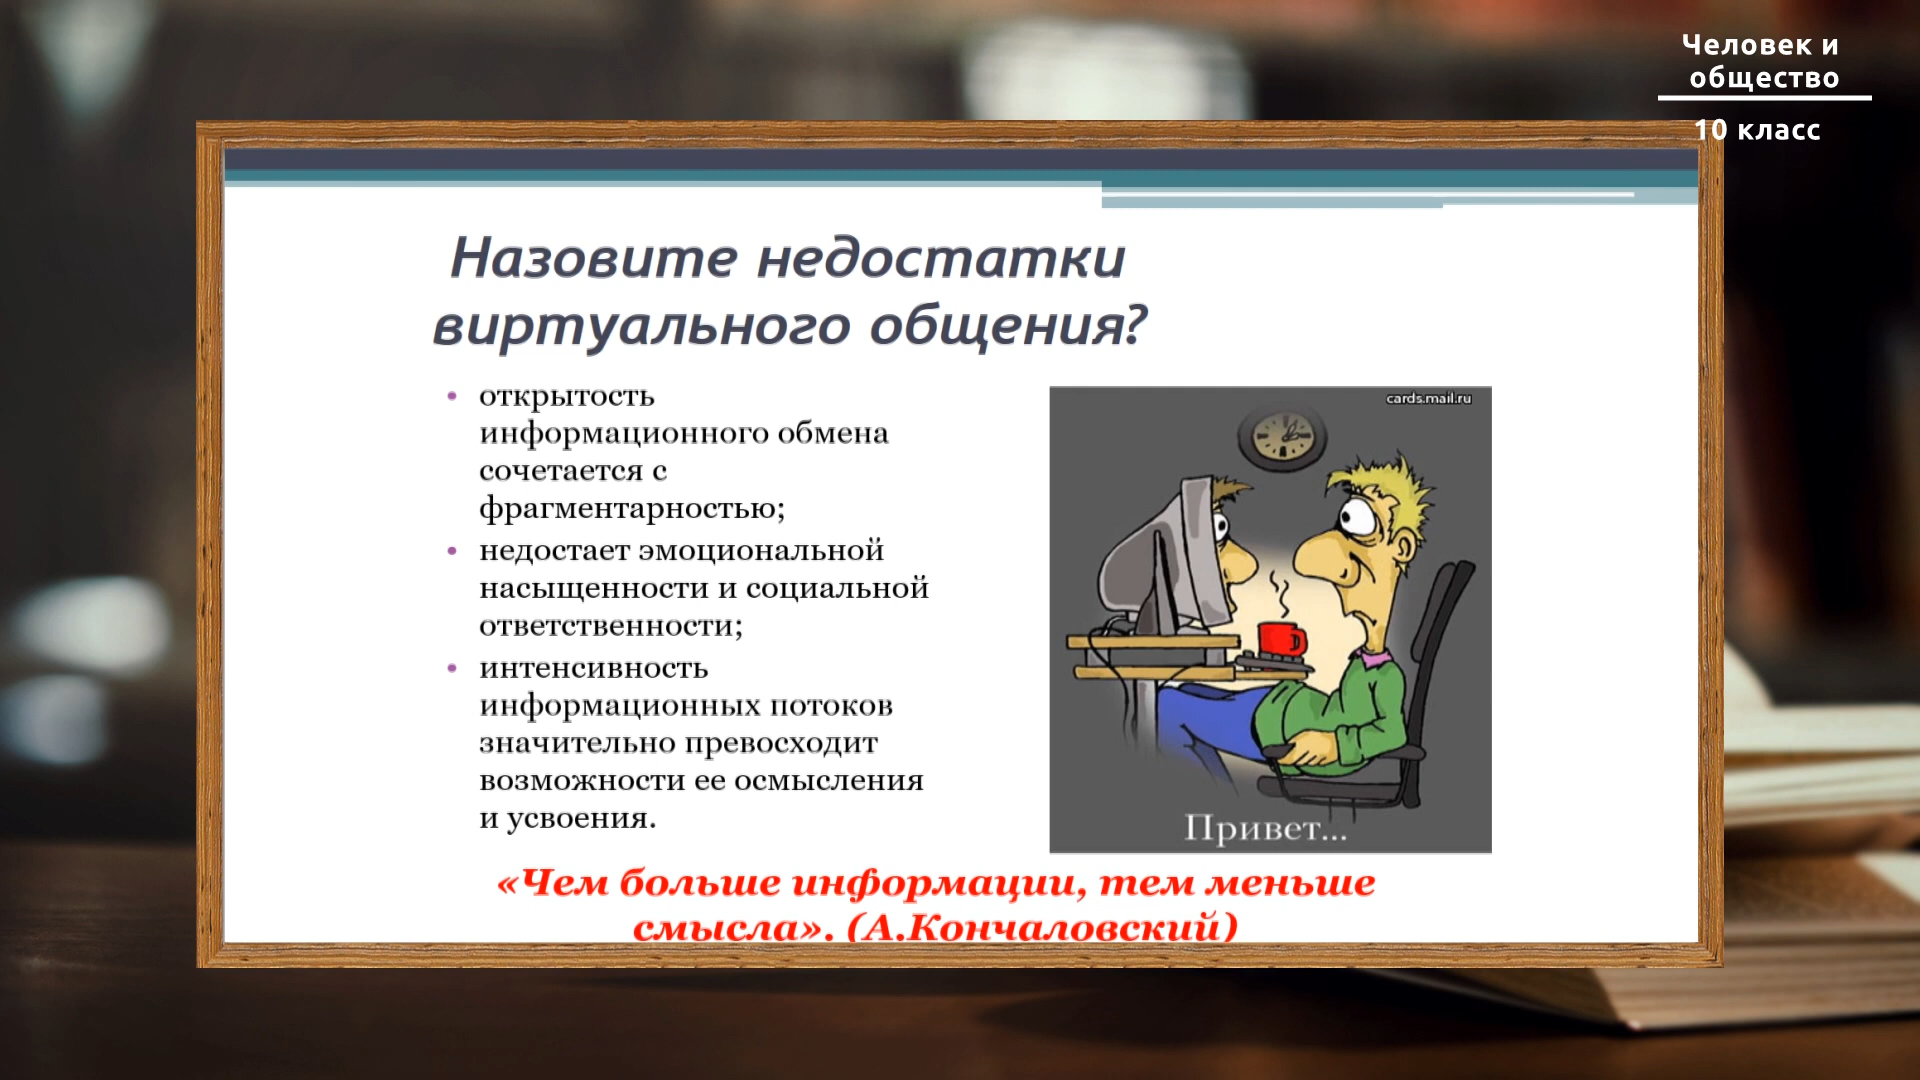 Человек и
общество
10 класс
Назовите недостатки
виртуального общения?
• открытость
информационного обмена
сочетается с
фрагментарностью;
• недостает эмоциональной
насыщенности и социальной
ответственности;
• интенсивность
информационных потоков
значительно превосходит
возможности ее осмысления
и усвоения.
cards.mail.ru
Привет...
«Чем больше информации, тем меньше
смысла». (А.Кончаловский)